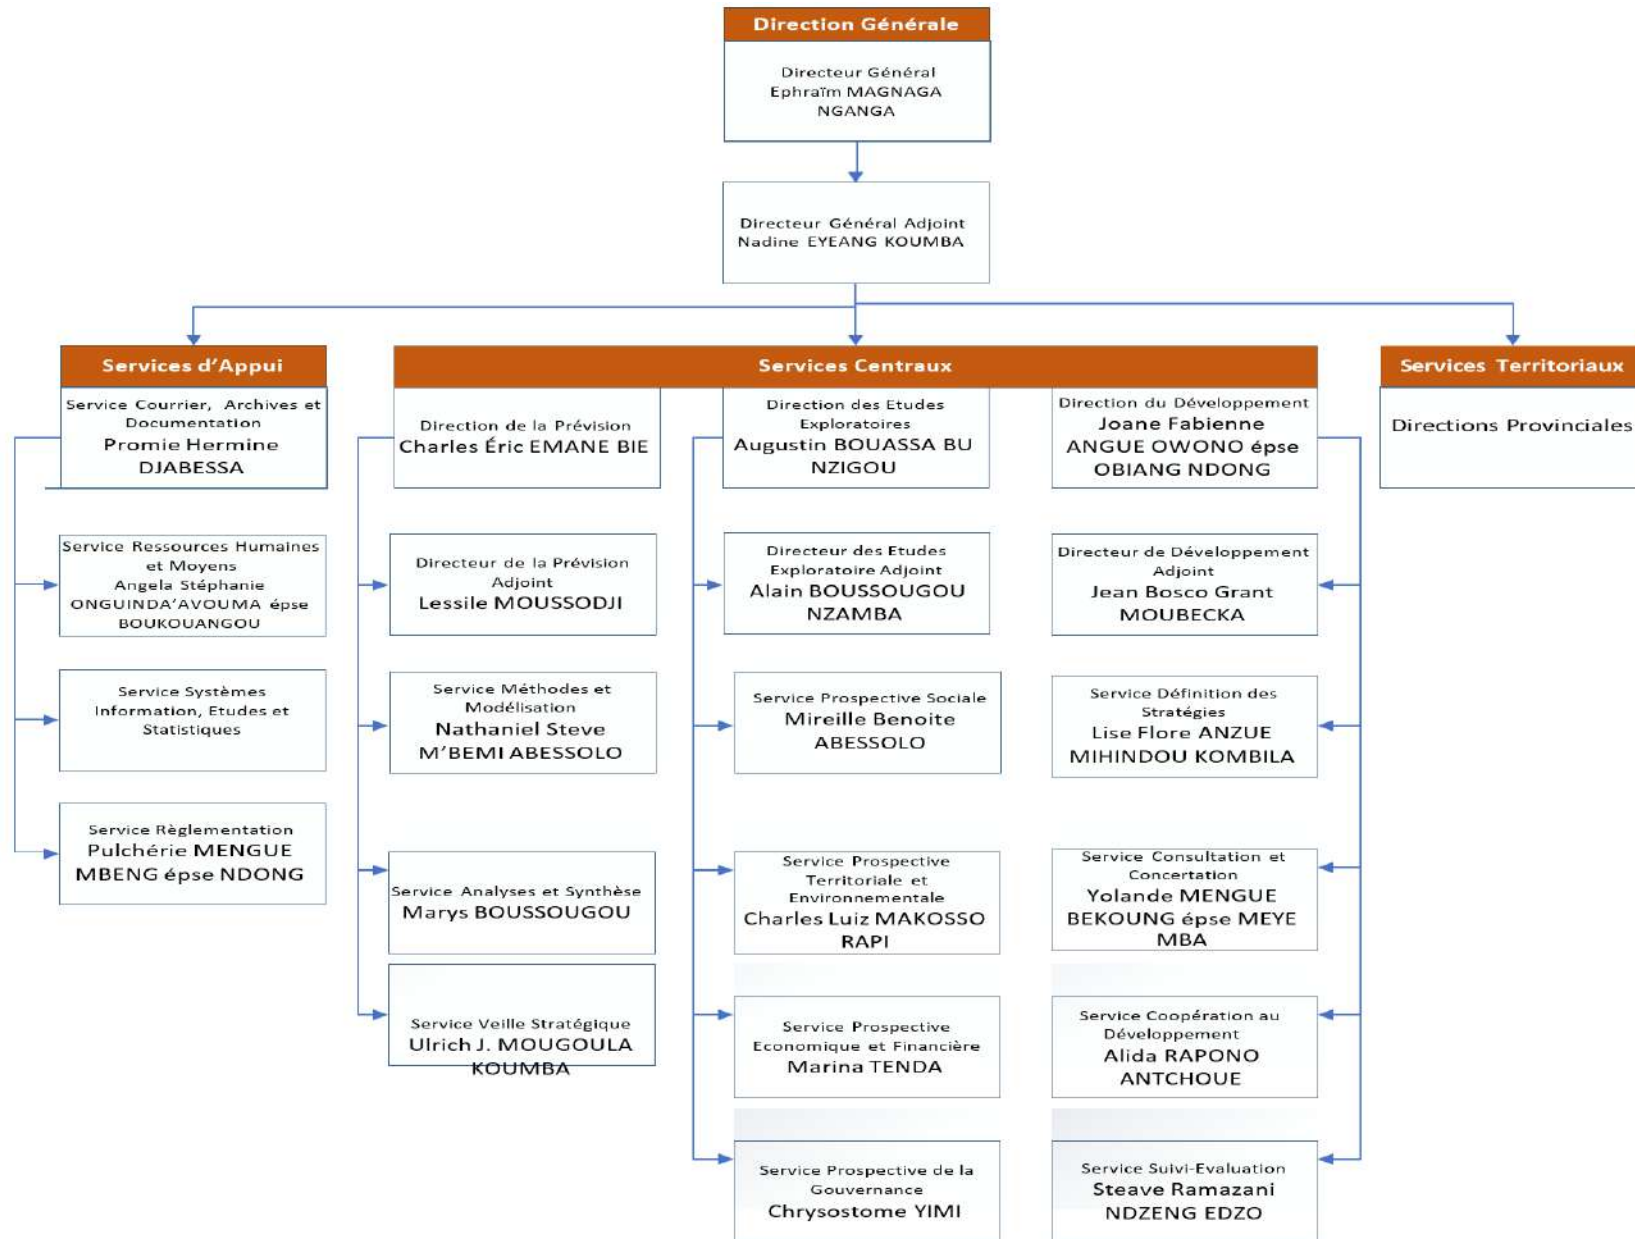 Direction Générale
Directeur Général
Ephraïm MAGNAGA
NGANGA
Directeur Général Adjoint
Nadine EYEANG KOUMBA
Services d'Appui
Service Courrier, Archives et
Documentation
Promie Hermine
DJABESSA
Service Ressources Humaines
et Moyens
Angela Stéphanie
ONGUINDA'AVOUMA épse
BOUKOUANGOU
Service Systèmes
Information, Etudes et
Statistiques
Service Règlementation
Pulchérie MENGUE
MBENG épse NDONG
Services Centraux
Direction de la Prévision
Charles Éric EMANE BIE
Directeur de la Prévision
Adjoint
Lessile MOUSSODJI
Service Méthodes et
Modélisation
Nathaniel Steve
M'BEMI ABESSOLO
Service Analyses et Synthèse
Marys BOUSSOUGOU
Service Veille Stratégique
Ulrich J. MOUGOULA
KOUMBA
Direction des Etudes
Exploratoires
Augustin BOUASSA BU
NZIGOU
Directeur des Etudes
Exploratoire Adjoint
Alain BOUSSOUGOU
NZAMBA
Service Prospective Sociale
Mireille Benoite
ABESSOLO
Service Prospective
Territoriale et
Environnementale
Charles Luiz MAKOSSO
RAPI
Service Prospective
Economique et Financière
Marina TENDA
Service Prospective de la
Gouvernance
Chrysostome YIMI
Direction du Développement
Joane Fabienne
ANGUE OWONO épse
OBIANG NDONG
Directeur de Développement
Adjoint
Jean Bosco Grant
MOUBECKA
Service Définition des
Stratégies
Lise Flore ANZUE
MIHINDOU KOMBILA
Service Consultation et
Concertation
Yolande MENGUE
BEKOUNG épse MEYE
MBA
Service Coopération au
Développement
Alida RAPONO
ANTCHOUE
Service Suivi-Evaluation
Steave Ramazani
NDZENG EDZO
Services Territoriaux
Directions Provinciales